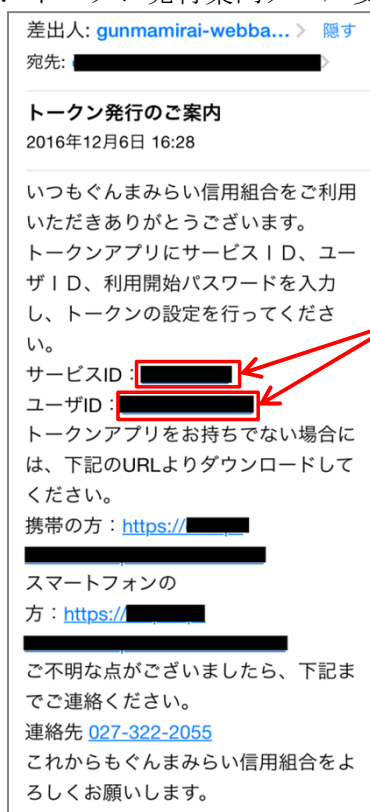 差出人: gunmamirai-webba... 隠す
宛先:
トークン発行のご案内
2016年12月6日 16:28
いつもぐんまみらい信用組合をご利用
いただきありがとうございます。
トークンアプリにサービスＩＤ、ユー
ザＩＤ、利用開始パスワードを入力
し、トークンの設定を行ってくださ
い。
サービスID：
ユーザID：
トークンアプリをお持ちでない場合に
は、下記のURLよりダウンロードして
ください。
携帯の方：https://
スマートフォンの
方：https://
ご不明な点がございましたら、下記ま
でご連絡ください。
連絡先 027-322-2055
これからもぐんまみらい信用組合をよ
ろしくお願いします。